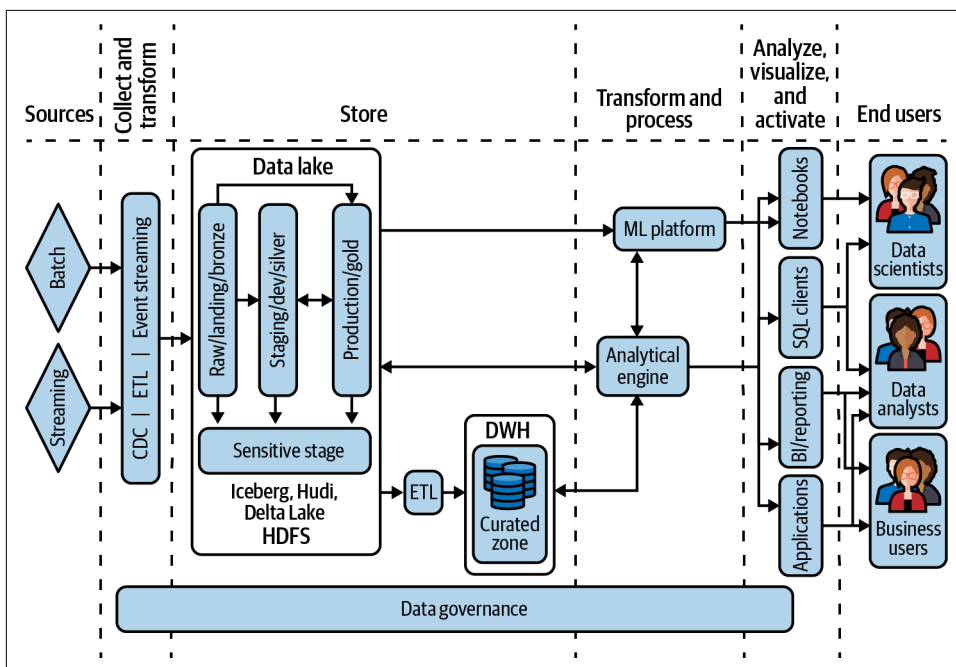 Sources
Collect and
transform
Store
Transform and
process
Analyze,
visualize,
and
activate
End users
Batch
Streaming
CDC | ETL | Event streaming
Data lake
Raw/landing/bronze
Staging/dev/silver
Production/gold
Sensitive stage
Iceberg, Hudi,
Delta Lake
HDFS
ETL
DWH
Curated
zone
ML platform
Analytical
engine
Notebooks
SQL clients
BI/reporting
Applications
Data
scientists
Data
analysts
Business
users
Data governance